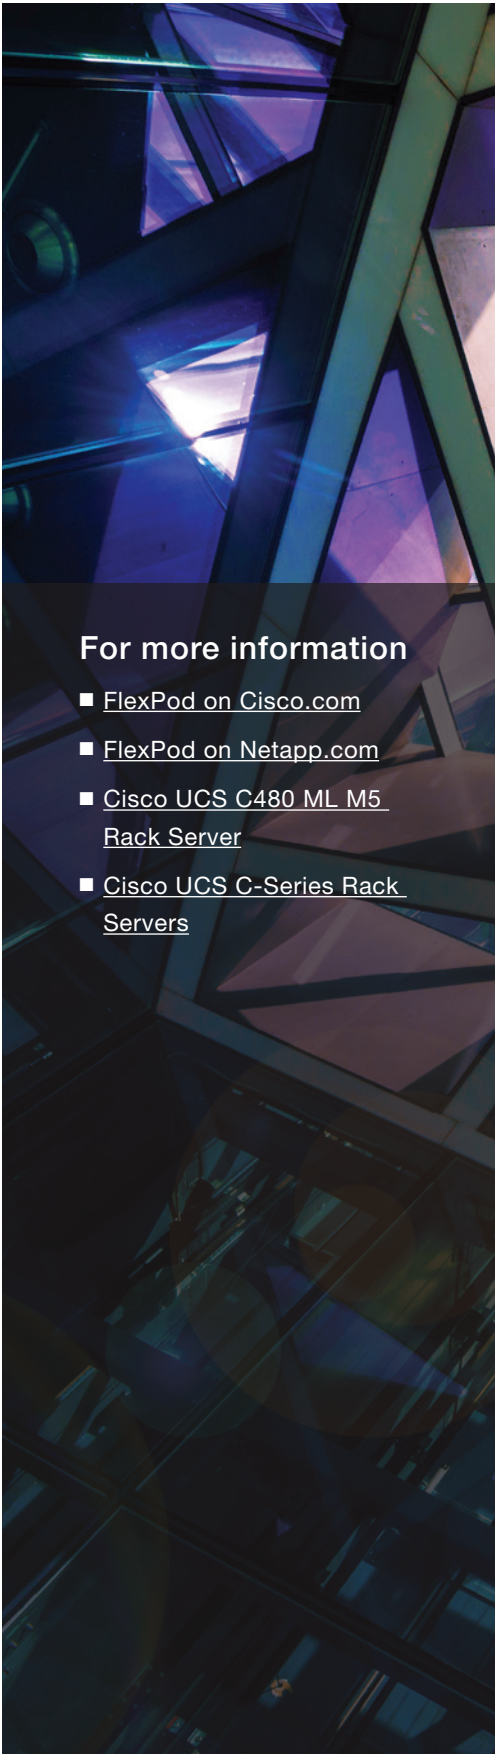 For more information
■ FlexPod on Cisco.com
■ FlexPod on Netapp.com
■ Cisco UCS C480 ML M5
Rack Server
■ Cisco UCS C-Series Rack
Servers